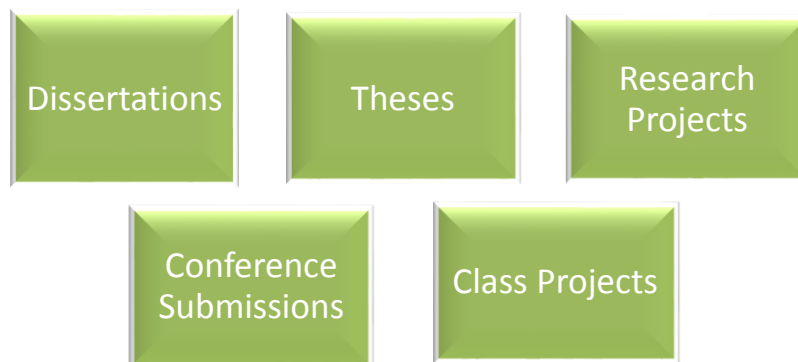 Dissertations
Theses
Research
Projects
Conference
Submissions
Class Projects